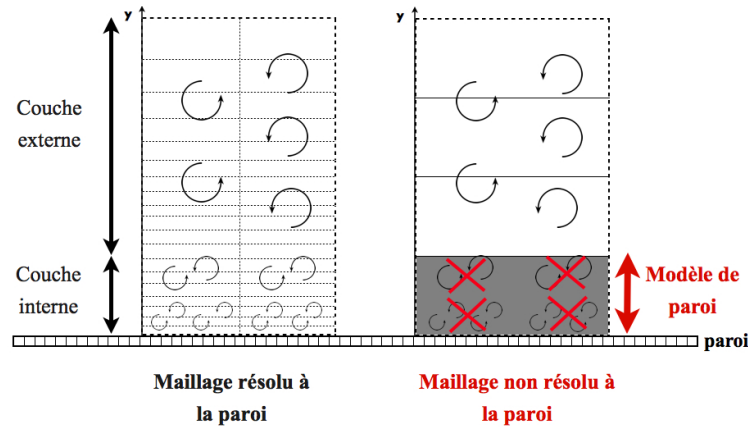 y
y
Couche
externe
Couche
interne
Modèle de
paroi
paroi
Maillage résolu à
la paroi
Maillage non résolu à
la paroi